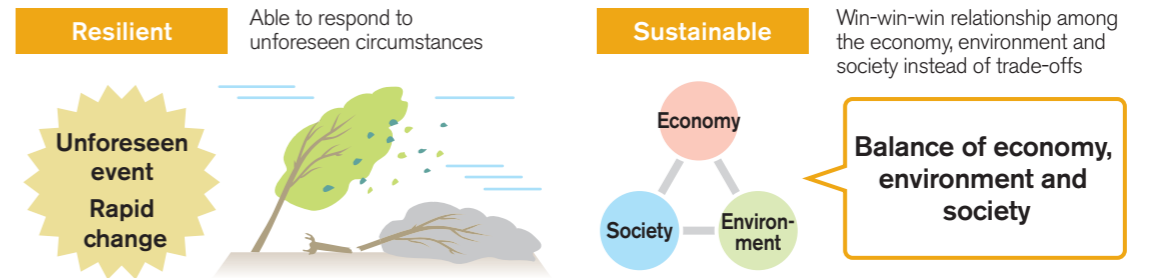 Resilient
Able to respond to
unforeseen circumstances
Unforeseen
event
Rapid
change
Sustainable
Win-win-win relationship among
the economy, environment and
society instead of trade-offs
Economy
Society
Environ-
ment
Balance of economy,
environment and
society